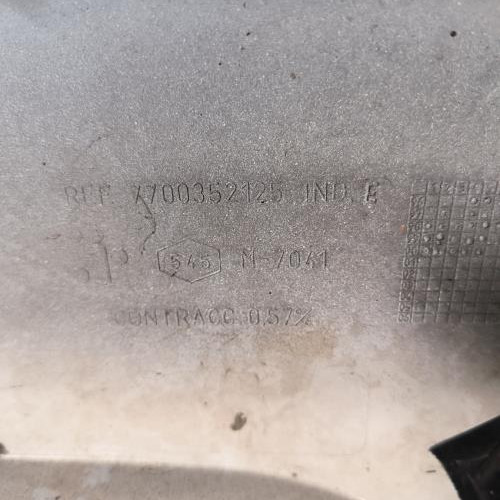 REF. 7700352125 IND. E
P 545 M-7041
CONTRACC. 0,57%